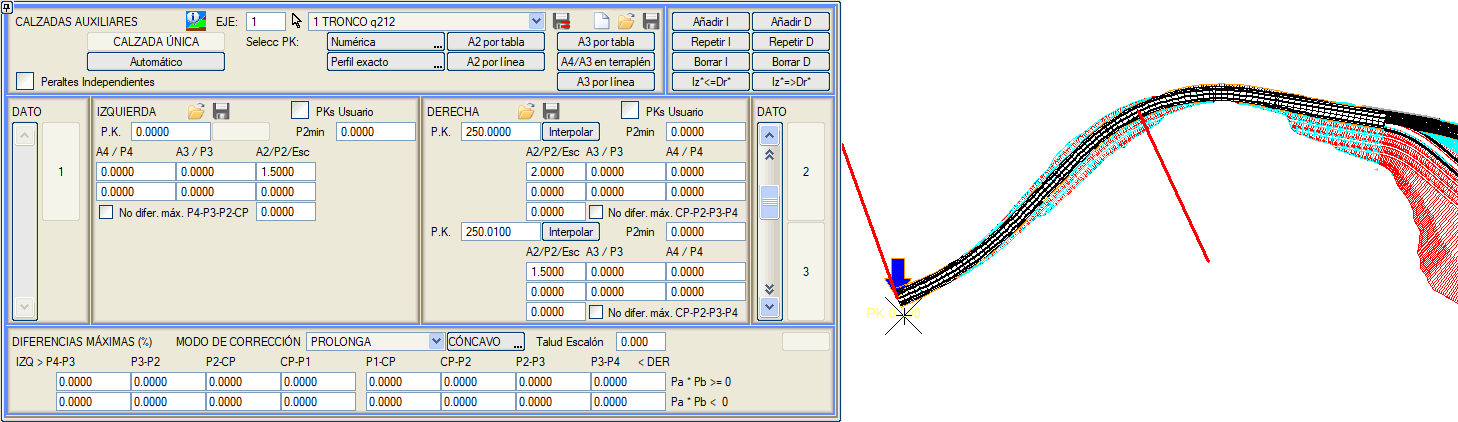 CALZADAS AUXILIARES EJE: 1 1 TRONCO q212 Añadir I Añadir D
CALZADA ÚNICA Selecc PK: Numérica ... A2 por tabla A3 por tabla Repetir I Repetir D
Automático Perfil exacto ... A2 por línea A4/A3 en terraplén Borrar I Borrar D
Peraltes Independientes A3 por línea Iz*<=Dr* Iz*=>Dr*
DATO IZQUIERDA PKs Usuario DERECHA PKs Usuario DATO
P.K. 0.0000 P2min 0.0000 P.K. 250.0000 Interpolar P2min 0.0000
A4 / P4 A3 / P3 A2/P2/Esc A2/P2/Esc A3 / P3 A4 / P4
1 0.0000 0.0000 1.5000 2.0000 0.0000 0.0000 2
0.0000 0.0000 0.0000 0.0000 0.0000 0.0000
No difer. máx. P4-P3-P2-CP 0.0000 0.0000 No difer. máx. CP-P2-P3-P4
P.K. 250.0100 Interpolar P2min 0.0000
A2/P2/Esc A3 / P3 A4 / P4
1.5000 0.0000 0.0000 3
0.0000 0.0000 0.0000
0.0000 No difer. máx. CP-P2-P3-P4
DIFERENCIAS MÁXIMAS (%) MODO DE CORRECCIÓN PROLONGA CÓNCAVO ... Talud Escalón 0.000
IZQ > P4-P3 P3-P2 P2-CP CP-P1 P1-CP CP-P2 P2-P3 P3-P4 < DER
0.0000 0.0000 0.0000 0.0000 0.0000 0.0000 0.0000 0.0000 Pa * Pb >= 0
0.0000 0.0000 0.0000 0.0000 0.0000 0.0000 0.0000 0.0000 Pa * Pb < 0
PK